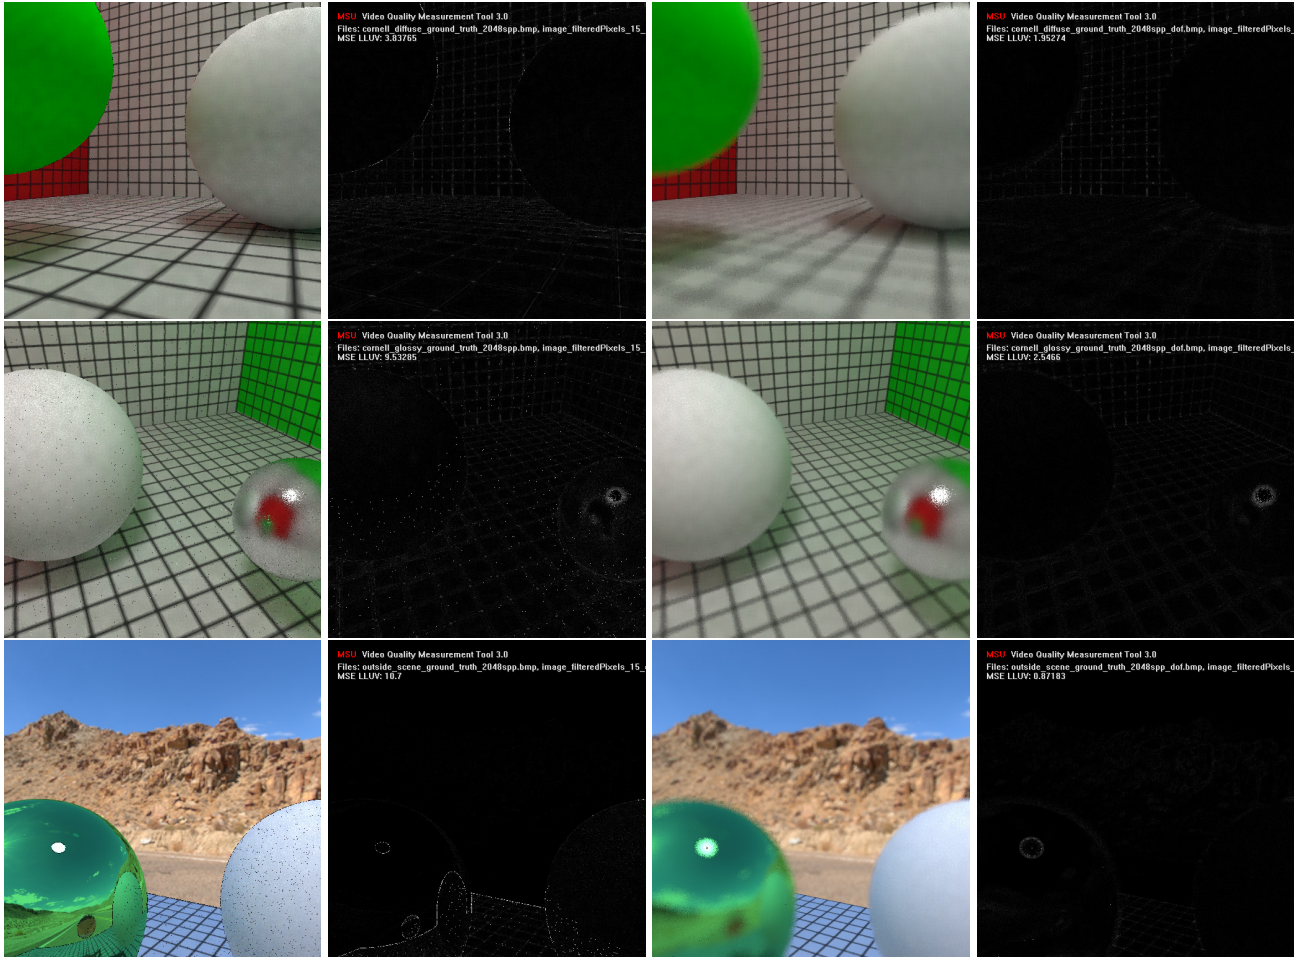 MSU Video Quality Measurement Tool 3.0
Files: cornell_diffuse_ground_truth_2048spp.bmp, image_filteredPixels_15_
MSE LLUV: 3.83765
MSU Video Quality Measurement Tool 3.0
Files: cornell_diffuse_ground_truth_2048spp_dof.bmp, image_filteredPixels_
MSE LLUV: 1.95274
MSU Video Quality Measurement Tool 3.0
Files: cornell_glossy_ground_truth_2048spp.bmp, image_filteredPixels_15_
MSE LLUV: 9.53285
MSU Video Quality Measurement Tool 3.0
Files: cornell_glossy_ground_truth_2048spp_dof.bmp, image_filteredPixels_
MSE LLUV: 2.5466
MSU Video Quality Measurement Tool 3.0
Files: outside_scene_ground_truth_2048spp.bmp, image_filteredPixels_15_
MSE LLUV: 10.7
MSU Video Quality Measurement Tool 3.0
Files: outside_scene_ground_truth_2048spp_dof.bmp, image_filteredPixels_
MSE LLUV: 0.87183